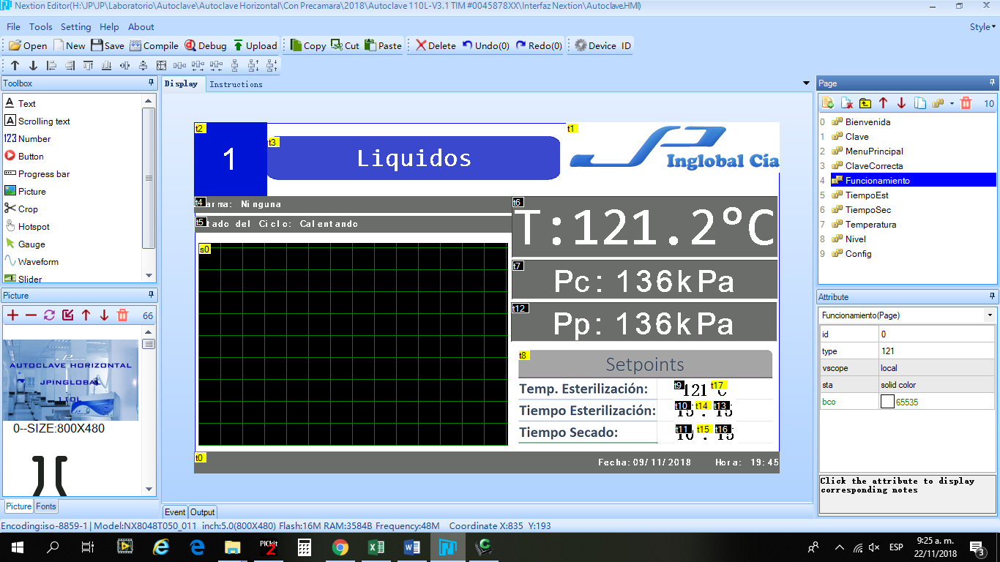 Nextion Editor(H:\JP\JP\Laboratorio\Autoclave\Autoclave Horizontal\Con Precamara\2018\Autoclave 110L-V3.1 TIM #0045878XX\Interfaz Nextion\Autoclave.HMI)
File Tools Setting Help About Style
Open New Save Compile Debug Upload Copy Cut Paste Delete Undo(0) Redo(0) Device ID
Toolbox
Text
Scrolling text
Number
Button
Progress bar
Picture
Crop
Hotspot
Gauge
Waveform
Slider
Picture
66
AUTOCLAVE HORIZONTAL
JPINGLOBAL
110L
0--SIZE:800X480
Picture Fonts
Display Instructions
t2 t3 t1
1 Liquidos Inglobal Cia
t4 arma: Ninguna
t5 tado del Ciclo: Calentando
s0
t6
T:121.2°C
t7
Pc: 136kPa
t12
Pp: 136kPa
t8
Setpoints
Temp. Esterilización: t9 121 t17 C
Tiempo Esterilización: t10 t14 t13
Tiempo Secado: t11 t15 t16
t0
Fecha:09/11/2018 Hora: 19:45
Event Output
Page
10
0 Bienvenida
1 Clave
2 MenuPrincipal
3 ClaveCorrecta
4 Funcionamiento
5 TiempoEst
6 TiempoSec
7 Temperatura
8 Nivel
9 Config
Attribute
Funcionamiento(Page)
id 0
type 121
vscope local
sta solid color
bco 65535
Click the attribute to display
corresponding notes
Encoding:iso-8859-1 | Model:NX8048T050_011 inch:5.0(800X480) Flash:16M RAM:3584B Frequency:48M Coordinate X:835 Y:193
PICkit 2
ESP
9:25 a. m.
22/11/2018
3